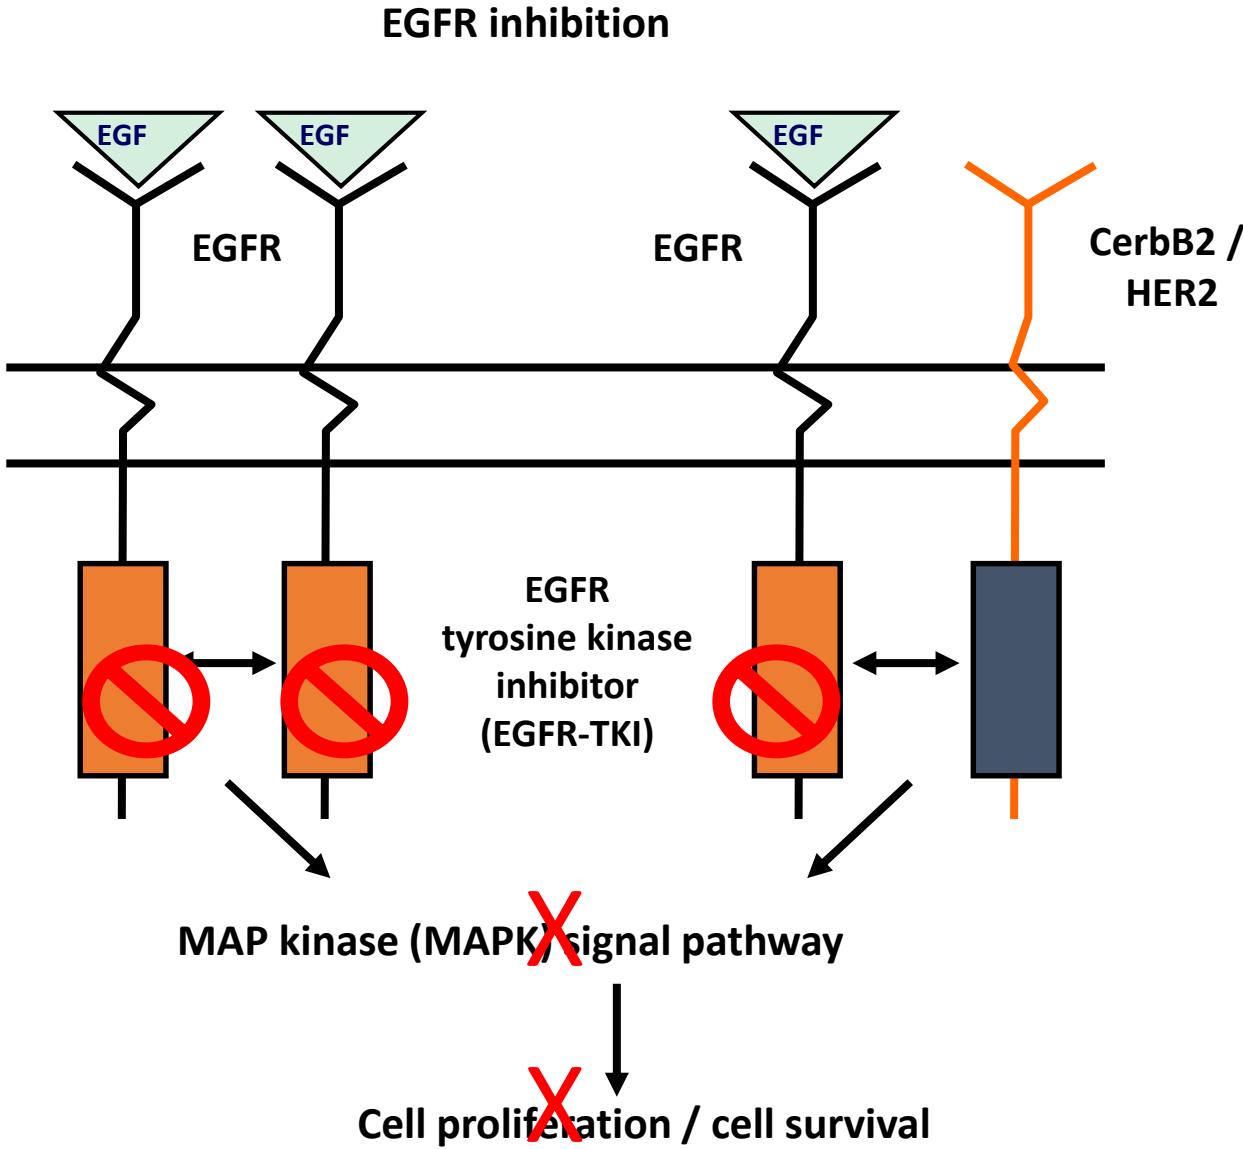 EGFR inhibition
EGF
EGF
EGF
EGFR
EGFR
CerbB2 /
HER2
EGFR
tyrosine kinase
inhibitor
(EGFR-TKI)
MAP kinase (MAPK) signal pathway
X
Cell proliferation / cell survival
X